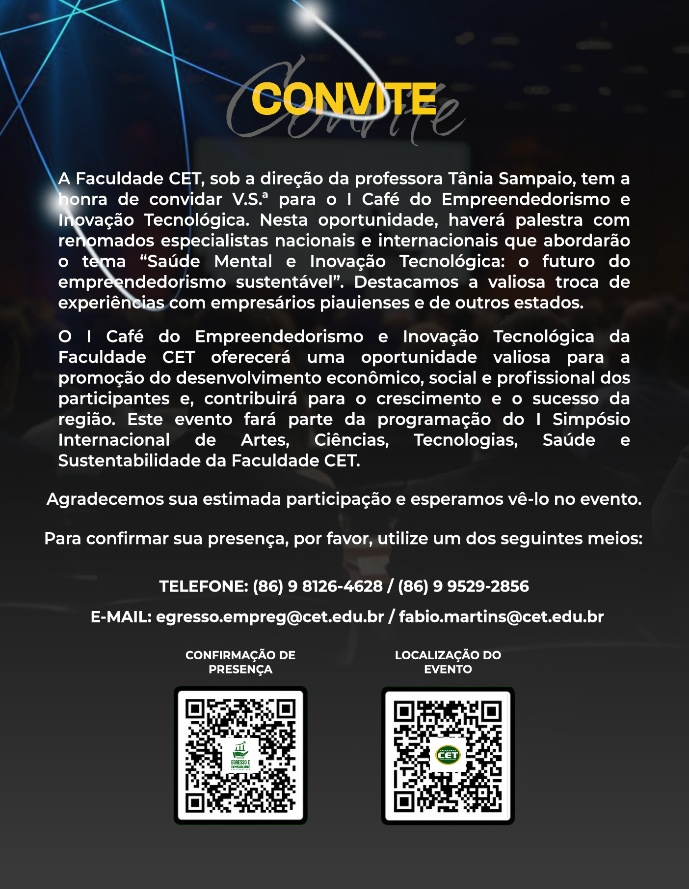 Convite
CONVITE
A Faculdade CET, sob a direção da professora Tânia Sampaio, tem a
honra de convidar V.S.ª para o I Café do Empreendedorismo e
Inovação Tecnológica. Nesta oportunidade, haverá palestra com
renomados especialistas nacionais e internacionais que abordarão
o tema “Saúde Mental e Inovação Tecnológica: o futuro do
empreendedorismo sustentável”. Destacamos a valiosa troca de
experiências com empresários piauienses e de outros estados.
O I Café do Empreendedorismo e Inovação Tecnológica da
Faculdade CET oferecerá uma oportunidade valiosa para a
promoção do desenvolvimento econômico, social e profissional dos
participantes e, contribuirá para o crescimento e o sucesso da
região. Este evento fará parte da programação do I Simpósio
Internacional de Artes, Ciências, Tecnologias, Saúde e
Sustentabilidade da Faculdade CET.
Agradecemos sua estimada participação e esperamos vê-lo no evento.
Para confirmar sua presença, por favor, utilize um dos seguintes meios:
TELEFONE: (86) 9 8126-4628 / (86) 9 9529-2856
E-MAIL: egresso.empreg@cet.edu.br / fabio.martins@cet.edu.br
CONFIRMAÇÃO DE
PRESENÇA
LOCALIZAÇÃO DO
EVENTO
EGRESSO E
CET